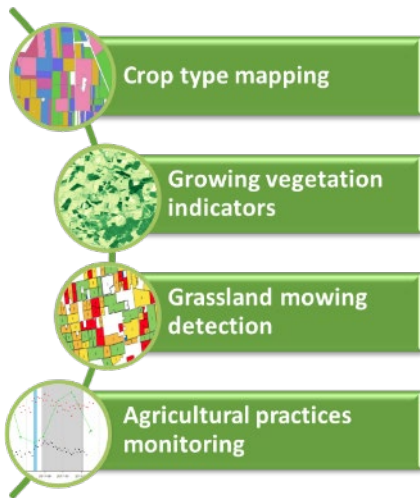 Crop type mapping
Growing vegetation
indicators
Grassland mowing
detection
Agricultural practices
monitoring